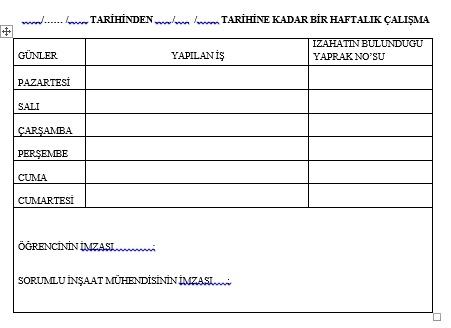 ...../...... /...... TARİHİNDEN ..../.... /...... TARİHİNE KADAR BİR HAFTALIK ÇALIŞMA
GÜNLER YAPILAN İŞ İZAHATIN BULUNDUĞU
YAPRAK NO’SU
PAZARTESİ
SALI
ÇARŞAMBA
PERŞEMBE
CUMA
CUMARTESİ
ÖĞRENCİNİN İMZASI..............:
SORUMLU İNŞAAT MÜHENDİSİNİN İMZASI.....: